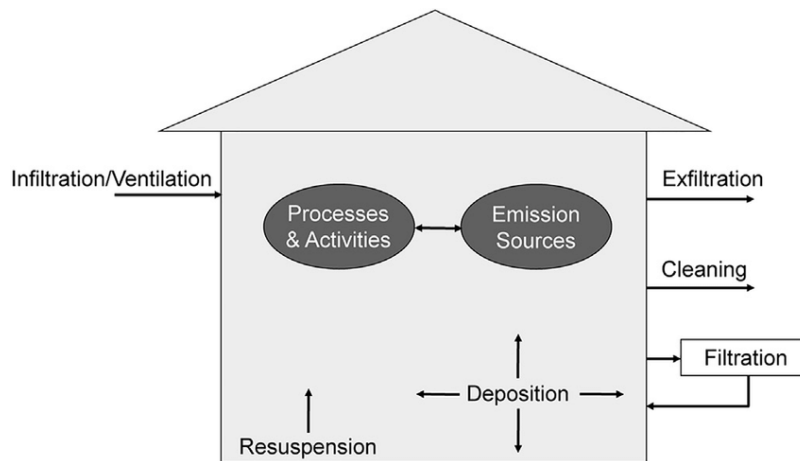 Infiltration/Ventilation
Exfiltration
Processes
& Activities
Emission
Sources
Cleaning
Filtration
Deposition
Resuspension